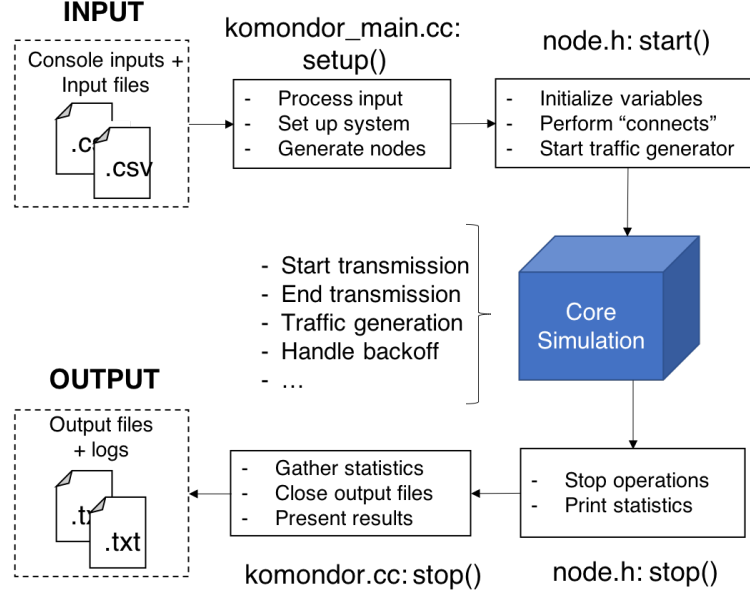 INPUT
Console inputs +
Input files
.cs
.csv
komondor_main.cc:
setup()
- Process input
- Set up system
- Generate nodes
node.h: start()
- Initialize variables
- Perform “connects”
- Start traffic generator
- Start transmission
- End transmission
- Traffic generation
- Handle backoff
- …
Core
Simulation
OUTPUT
Output files
+ logs
.tx
.txt
- Gather statistics
- Close output files
- Present results
komondor.cc: stop()
- Stop operations
- Print statistics
node.h: stop()